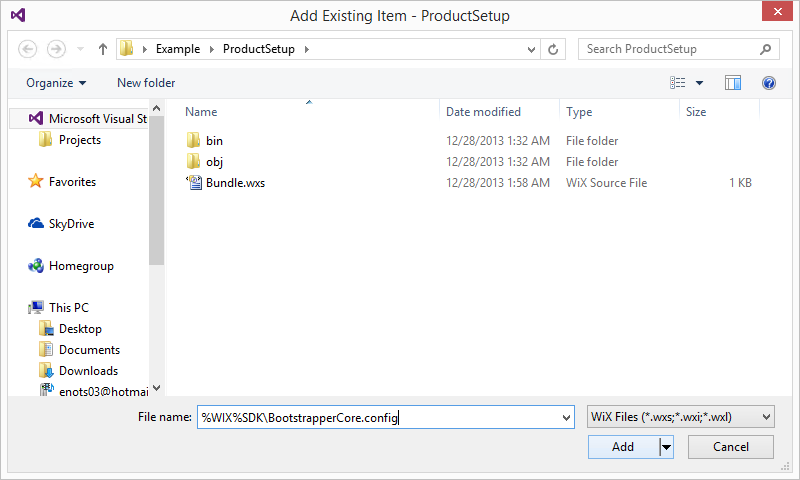 Add Existing Item - ProductSetup
Example ProductSetup
Search ProductSetup
Organize New folder
Microsoft Visual St
Projects
Favorites
SkyDrive
Homegroup
This PC
Desktop
Documents
Downloads
enots03@hotmai
Name Date modified Type Size
bin 12/28/2013 1:32 AM File folder
obj 12/28/2013 1:32 AM File folder
Bundle.wxs 12/28/2013 1:58 AM WiX Source File 1 KB
File name: %WIX%SDK\BootstrapperCore.config WiX Files (*.wxs;*.wxi;*.wxl)
Add Cancel